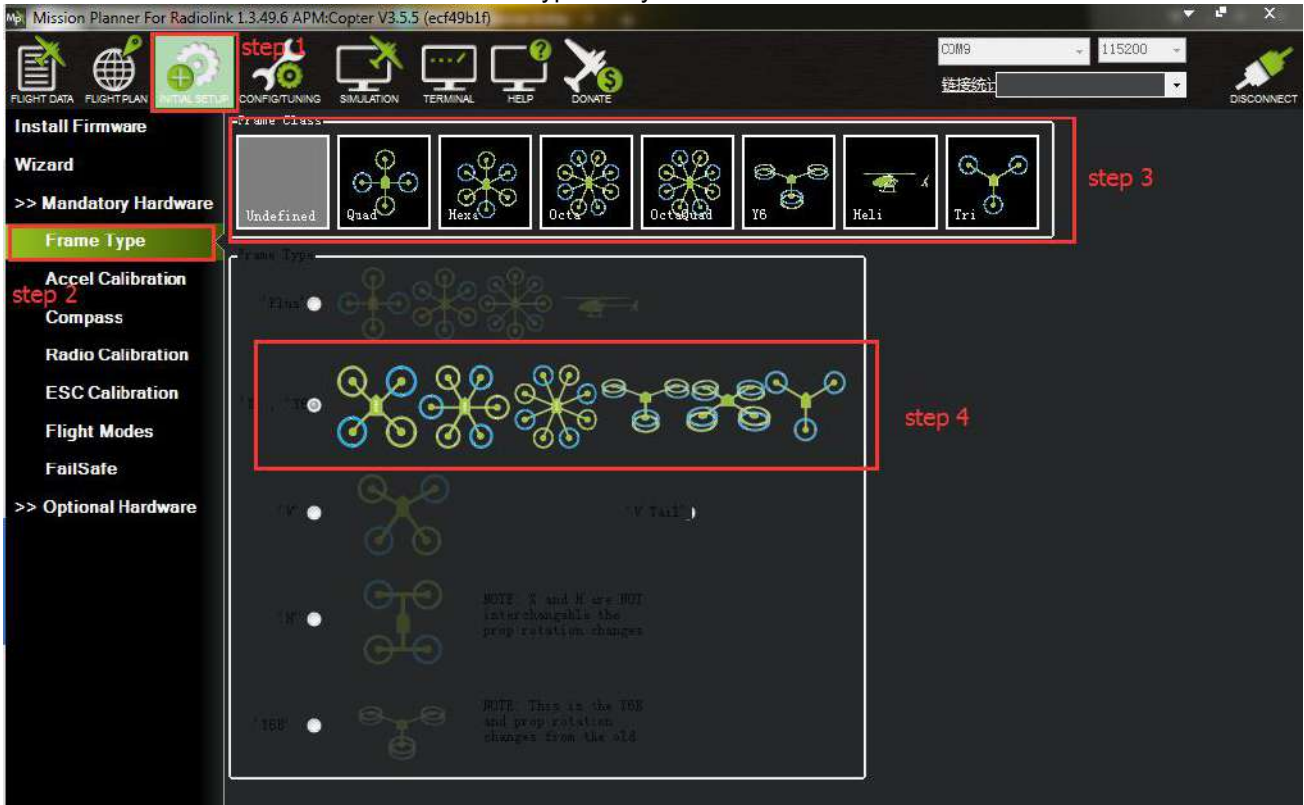 Mission Planner For Radiolink 1.3.49.6 APM:Copter V3.5.5 (ecf49b1f)
step 1
COM9
115200
链接统计
FLIGHT DATA
FLIGHT PLAN
INITIAL SETUP
CONFIG/TUNING
SIMULATION
TERMINAL
HELP
DONATE
DISCONNECT
Install Firmware
Wizard
>> Mandatory Hardware
Frame Type
step 2
Accel Calibration
Compass
Radio Calibration
ESC Calibration
Flight Modes
FailSafe
>> Optional Hardware
Frame Class
Undefined
Quad
Hexa
Octa
OctaQuad
Y6
Heli
Tri
step 3
Frame Type
'Plus'
step 4
'V'
'V Tail'
'H'
NOTE: X and H are NOT
interchangable the
prop rotation changes
NOTE: This is the Y6B
and prop rotation
changes from the old